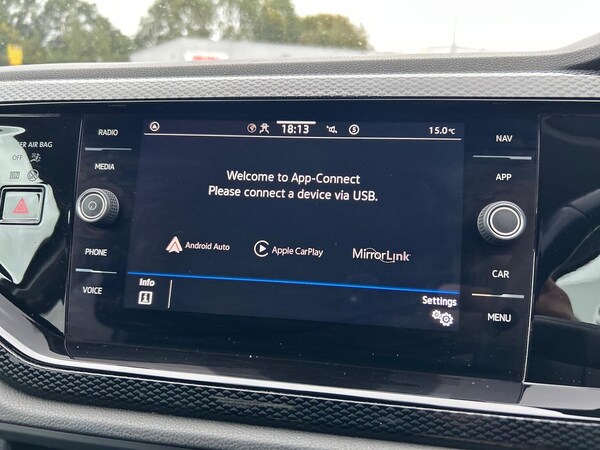 RADIO
MEDIA
PHONE
VOICE
18:13
15.0°C
Welcome to App-Connect
Please connect a device via USB.
Android Auto
Apple CarPlay
MirrorLink
Info
Settings
NAV
APP
CAR
MENU
AIR BAG
OFF